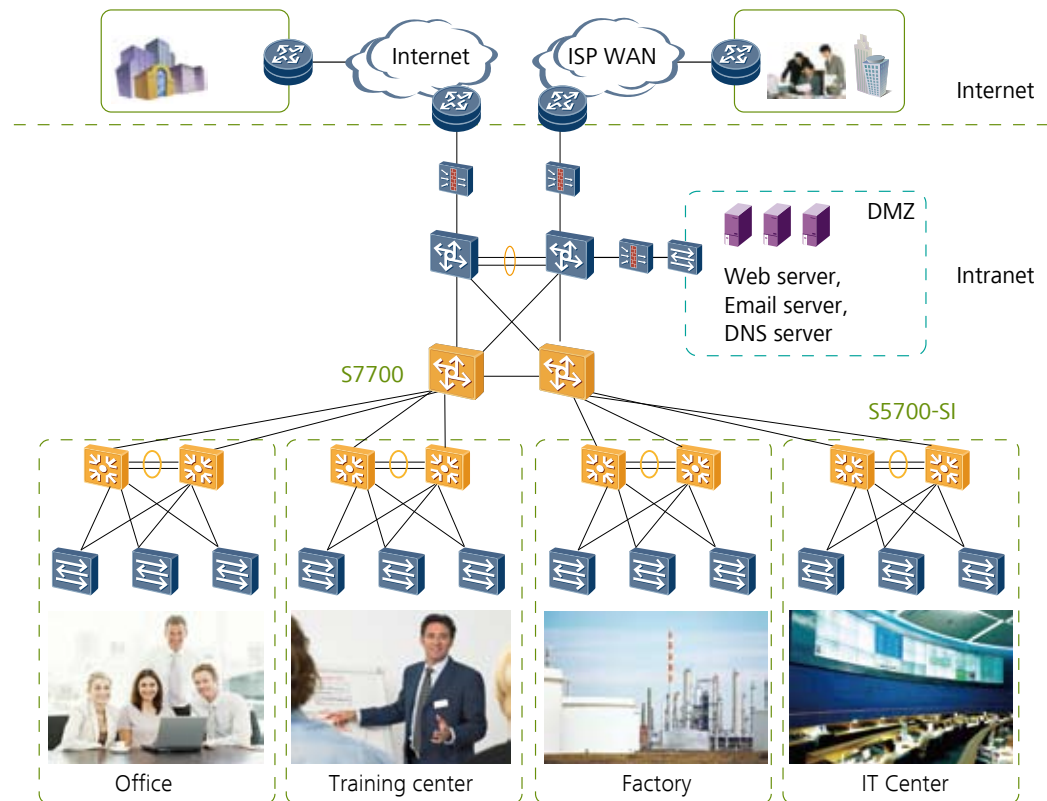 Internet
ISP WAN
Internet
DMZ
Web server,
Email server,
DNS server
Intranet
S7700
S5700-SI
Office
Training center
Factory
IT Center